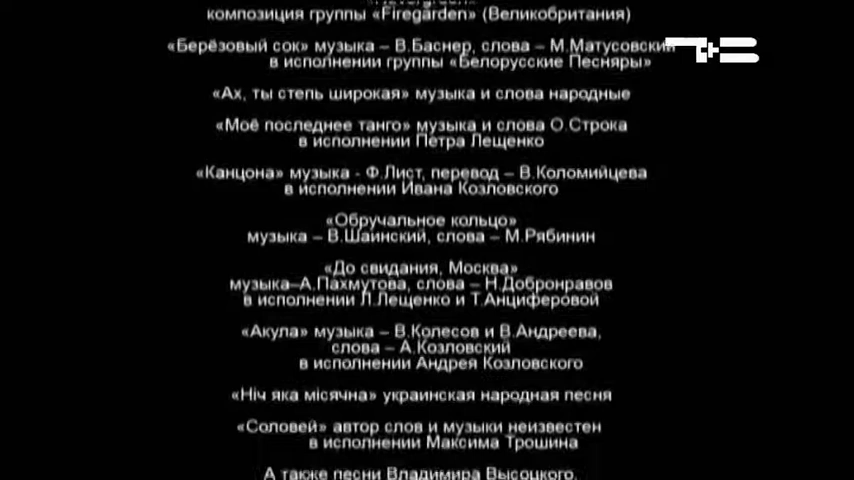 композиция группы «Firegarden» (Великобритания)
«Берёзовый сок» музыка – В.Баснер, слова – М.Матусовский
в исполнении группы «Белорусские Песняры»
«Ах, ты степь широкая» музыка и слова народные
«Моё последнее танго» музыка и слова О.Строка
в исполнении Петра Лещенко
«Канцона» музыка - Ф.Лист, перевод – В.Коломийцева
в исполнении Ивана Козловского
«Обручальное кольцо»
музыка – В.Шаинский, слова – М.Рябинин
«До свидания, Москва»
музыка–А.Пахмутова, слова – Н.Добронравов
в исполнении Л.Лещенко и Т.Анциферовой
«Акула» музыка – В.Колесов и В.Андреева,
слова – А.Козловский
в исполнении Андрея Козловского
«Ніч яка місячна» украинская народная песня
«Соловей» автор слов и музыки неизвестен
в исполнении Максима Трошина
А также песни Владимира Высоцкого.